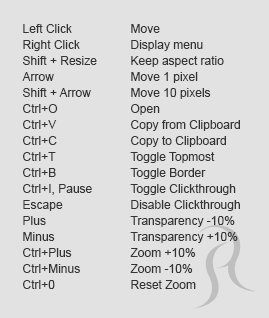 Left Click Move
Right Click Display menu
Shift + Resize Keep aspect ratio
Arrow Move 1 pixel
Shift + Arrow Move 10 pixels
Ctrl+O Open
Ctrl+V Copy from Clipboard
Ctrl+C Copy to Clipboard
Ctrl+T Toggle Topmost
Ctrl+B Toggle Border
Ctrl+I, Pause Toggle Clickthrough
Escape Disable Clickthrough
Plus Transparency -10%
Minus Transparency +10%
Ctrl+Plus Zoom +10%
Ctrl+Minus Zoom -10%
Ctrl+0 Reset Zoom